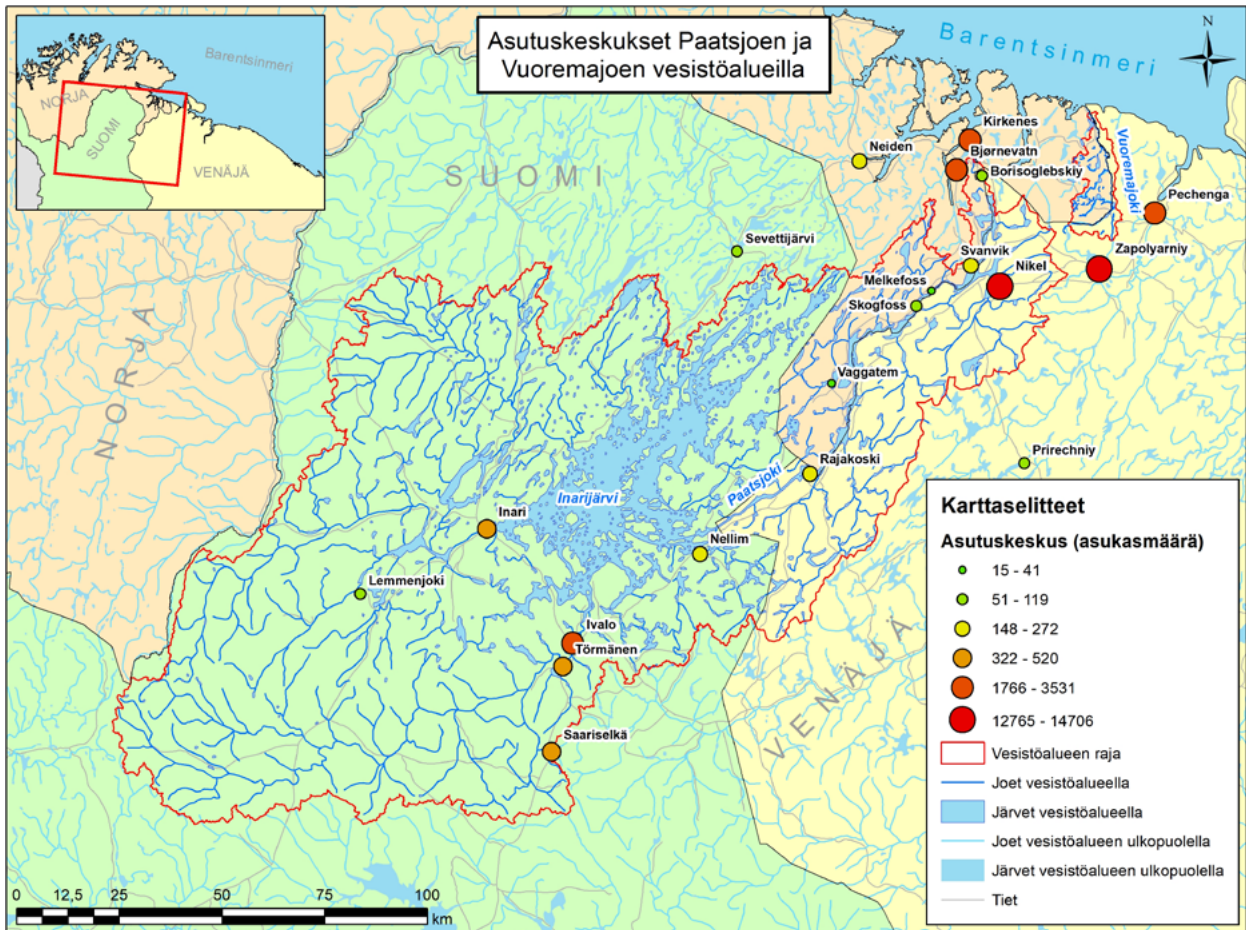 Asutuskeskukset Paatsjoen ja
Vuoremajoen vesistöalueilla
Barentsinmeri
NORJA
SUOMI
VENÄJÄ
Barentsinmeri
N
SUOMI
NORJA
VENÄJÄ
Kirkenes
Bjørnevatn
Neiden
Borisoglebskiy
Vuoremajoki
Pechenga
Sevettijärvi
Svanvik
Nikel
Zapolyarniy
Melkefoss
Skogfoss
Vaggatem
Prirechniy
Rajakoski
Paatsjoki
Inarijärvi
Inari
Nellim
Lemmenjoki
Ivalo
Törmänen
Saariselkä
Karttaselitteet
Asutuskeskus (asukasmäärä)
15 - 41
51 - 119
148 - 272
322 - 520
1766 - 3531
12765 - 14706
Vesistöalueen raja
Joet vesistöalueella
Järvet vesistöalueella
Joet vesistöalueen ulkopuolella
Järvet vesistöalueen ulkopuolella
Tiet
0 12,5 25 50 75 100
km